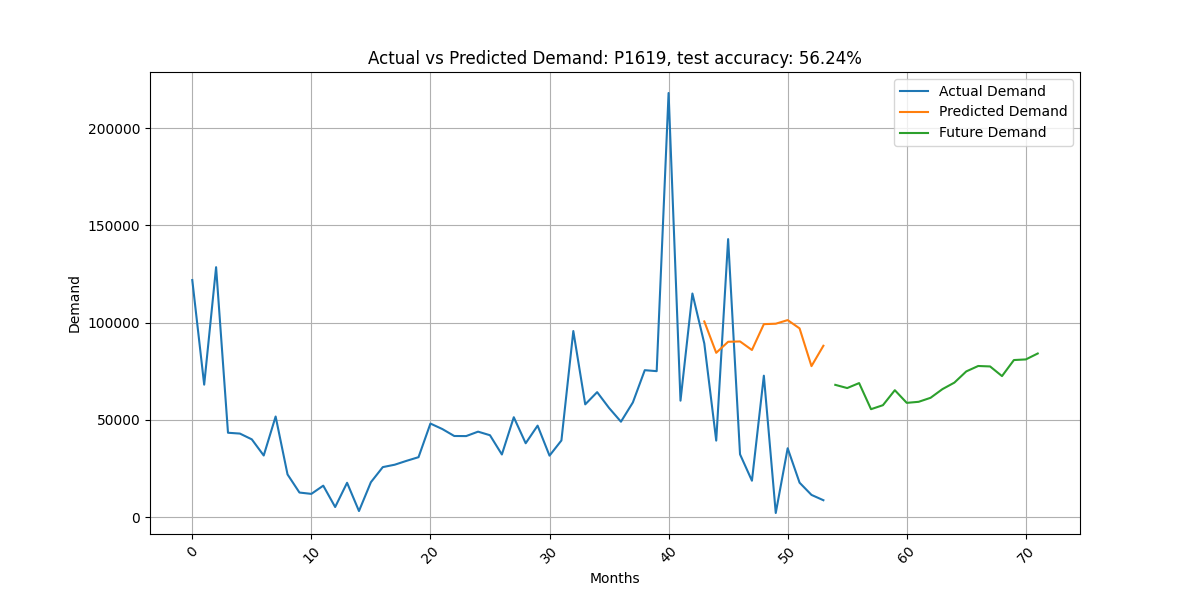 Actual vs Predicted Demand: P1619, test accuracy: 56.24%
Actual Demand
Predicted Demand
Future Demand
Demand
200000
150000
100000
50000
0
0
10
20
30
40
50
60
70
Months